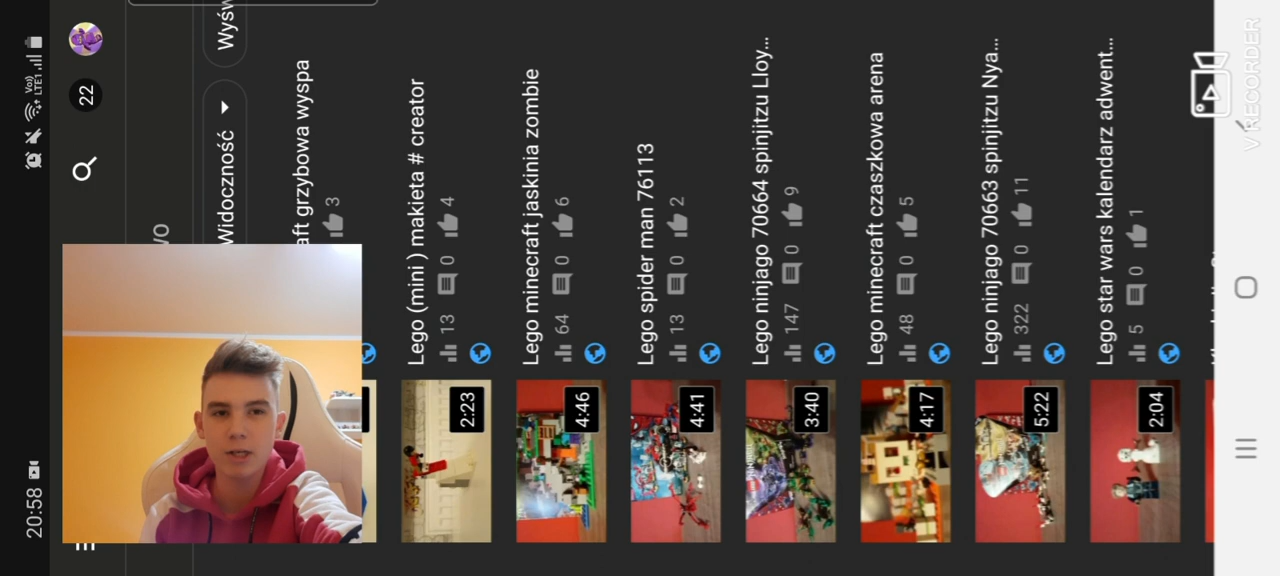 20:58
LTE1
22
WO
Widoczność
Wyśw
aft grzybowa wyspa
3
Lego (mini ) makieta # creator
13 0 4
2:23
Lego minecraft jaskinia zombie
64 0 6
4:46
Lego spider man 76113
13 0 2
4:41
Lego ninjago 70664 spinjitzu Lloy...
147 0 9
3:40
Lego minecraft czaszkowa arena
48 0 5
4:17
Lego ninjago 70663 spinjitzu Nya...
322 0 11
5:22
Lego star wars kalendarz adwent...
5 0 1
2:04
V RECORDER